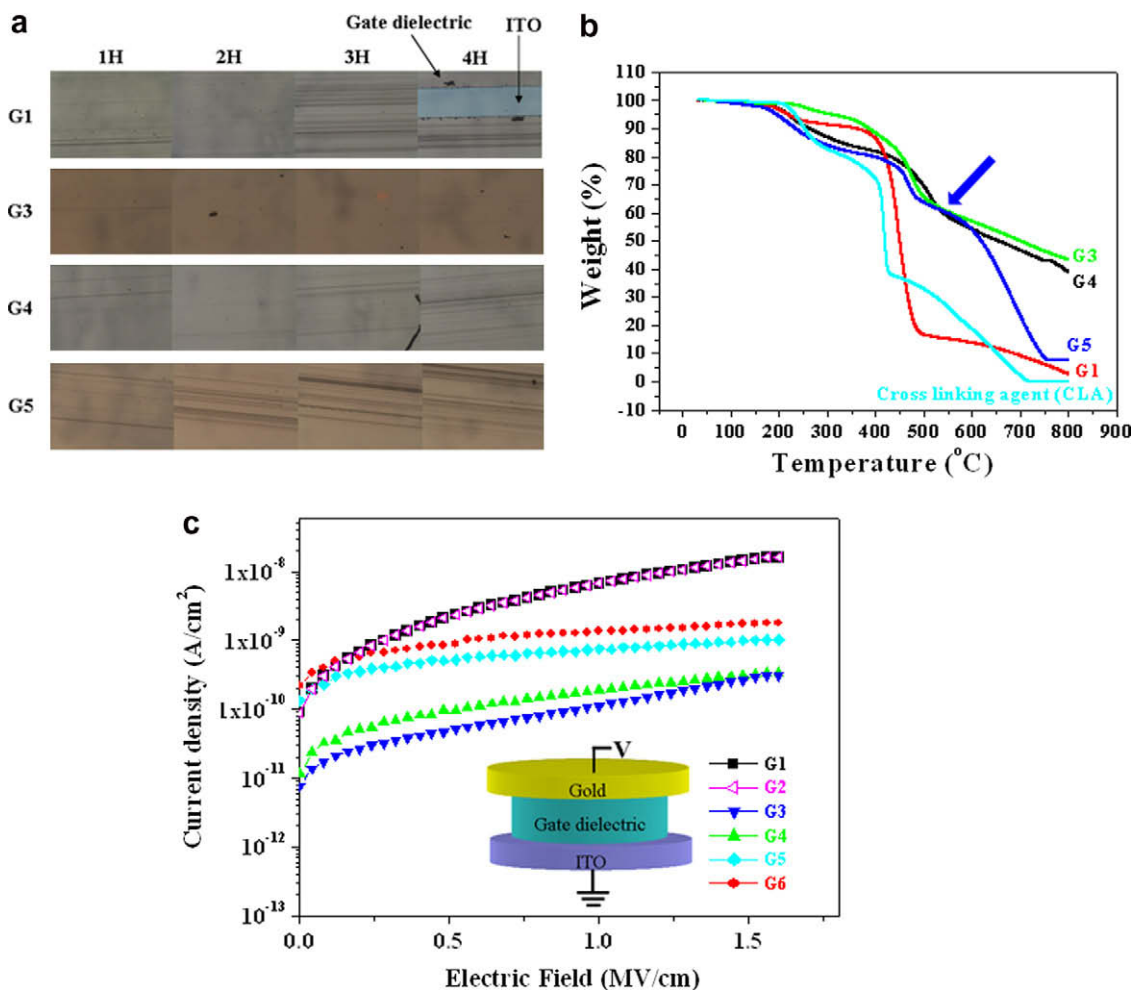 a
Gate dielectric
ITO
1H 2H 3H 4H
G1
G3
G4
G5
b
110
100
90
80
70
60
50
40
30
20
10
0
-10
Weight (%)
G3
G4
G5
G1
Cross linking agent (CLA)
0 100 200 300 400 500 600 700 800 900
Temperature (°C)
c
1x10⁻⁸
1x10⁻⁹
1x10⁻¹⁰
10⁻¹¹
10⁻¹²
10⁻¹³
Current density (A/cm²)
V
Gold
Gate dielectric
ITO
G1
G2
G3
G4
G5
G6
0.0 0.5 1.0 1.5
Electric Field (MV/cm)